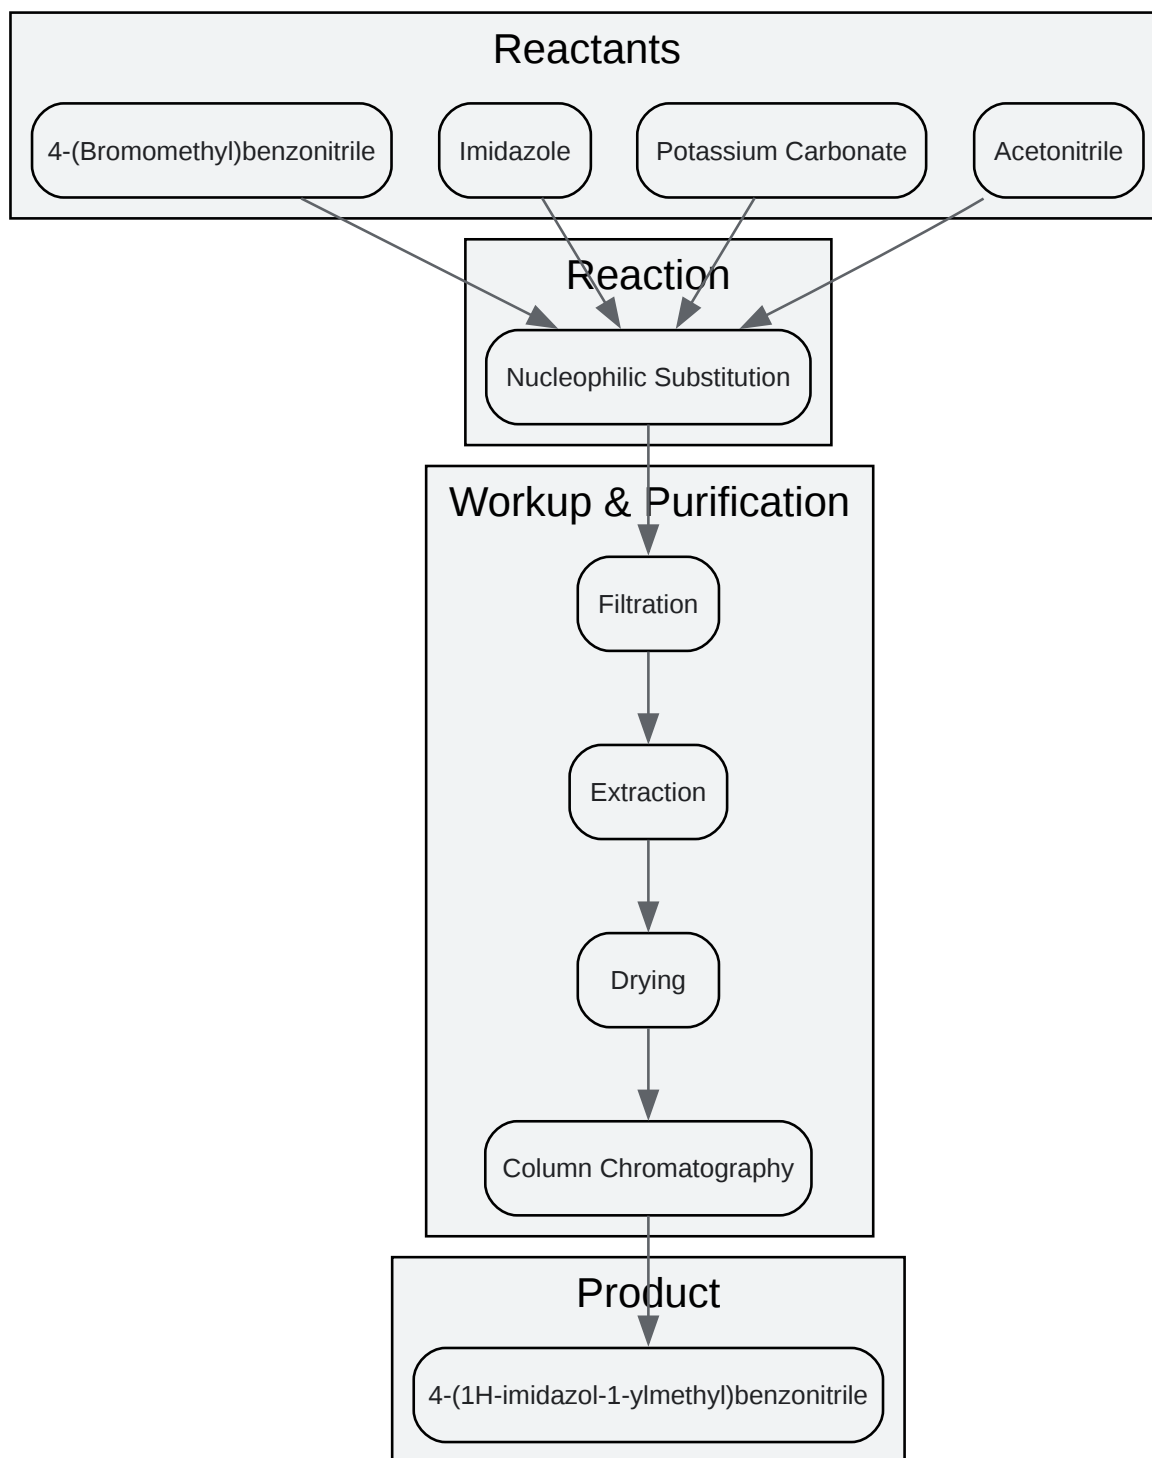 Reactants
4-(Bromomethyl)benzonitrile
Imidazole
Potassium Carbonate
Acetonitrile
Reaction
Nucleophilic Substitution
Workup & Purification
Filtration
Extraction
Drying
Column Chromatography
Product
4-(1H-imidazol-1-ylmethyl)benzonitrile